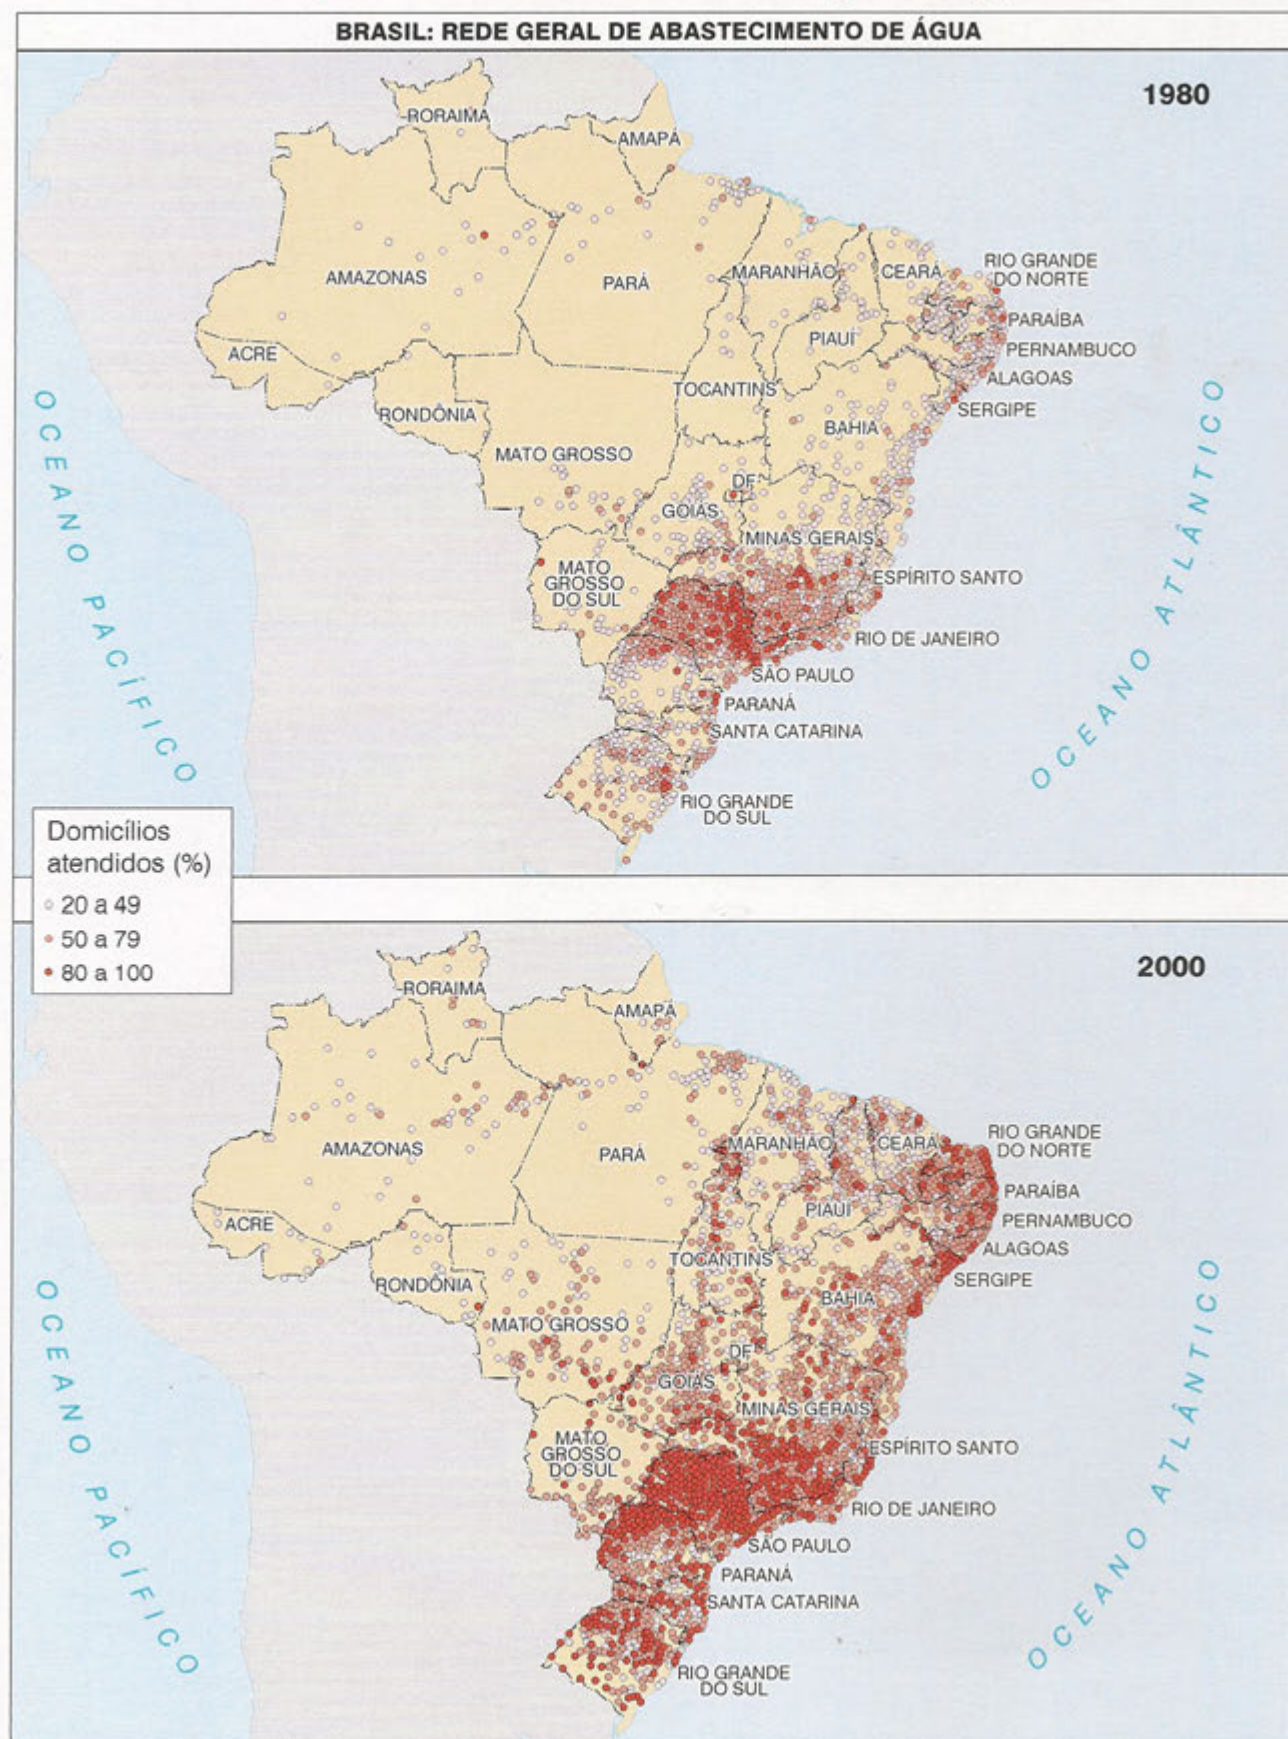 BRASIL: REDE GERAL DE ABASTECIMENTO DE ÁGUA
1980
RORAIMA
AMAPÁ
AMAZONAS
PARÁ
MARANHÃO
CEARÁ
RIO GRANDE
DO NORTE
PARAÍBA
PIAUÍ
PERNAMBUCO
ACRE
ALAGOAS
TOCANTINS
SERGIPE
RONDÔNIA
BAHIA
MATO GROSSO
DF
GOIÁS
MINAS GERAIS
MATO
GROSSO
DO SUL
ESPÍRITO SANTO
RIO DE JANEIRO
SÃO PAULO
PARANÁ
SANTA CATARINA
RIO GRANDE
DO SUL
OCEANO PACÍFICO
OCEANO ATLÂNTICO
Domicílios
atendidos (%)
20 a 49
50 a 79
80 a 100
2000
RORAIMA
AMAPÁ
AMAZONAS
PARÁ
MARANHÃO
CEARÁ
RIO GRANDE
DO NORTE
PARAÍBA
PIAUÍ
PERNAMBUCO
ACRE
ALAGOAS
TOCANTINS
SERGIPE
RONDÔNIA
BAHIA
MATO GROSSO
DF
GOIÁS
MINAS GERAIS
MATO
GROSSO
DO SUL
ESPÍRITO SANTO
RIO DE JANEIRO
SÃO PAULO
PARANÁ
SANTA CATARINA
RIO GRANDE
DO SUL
OCEANO PACÍFICO
OCEANO ATLÂNTICO